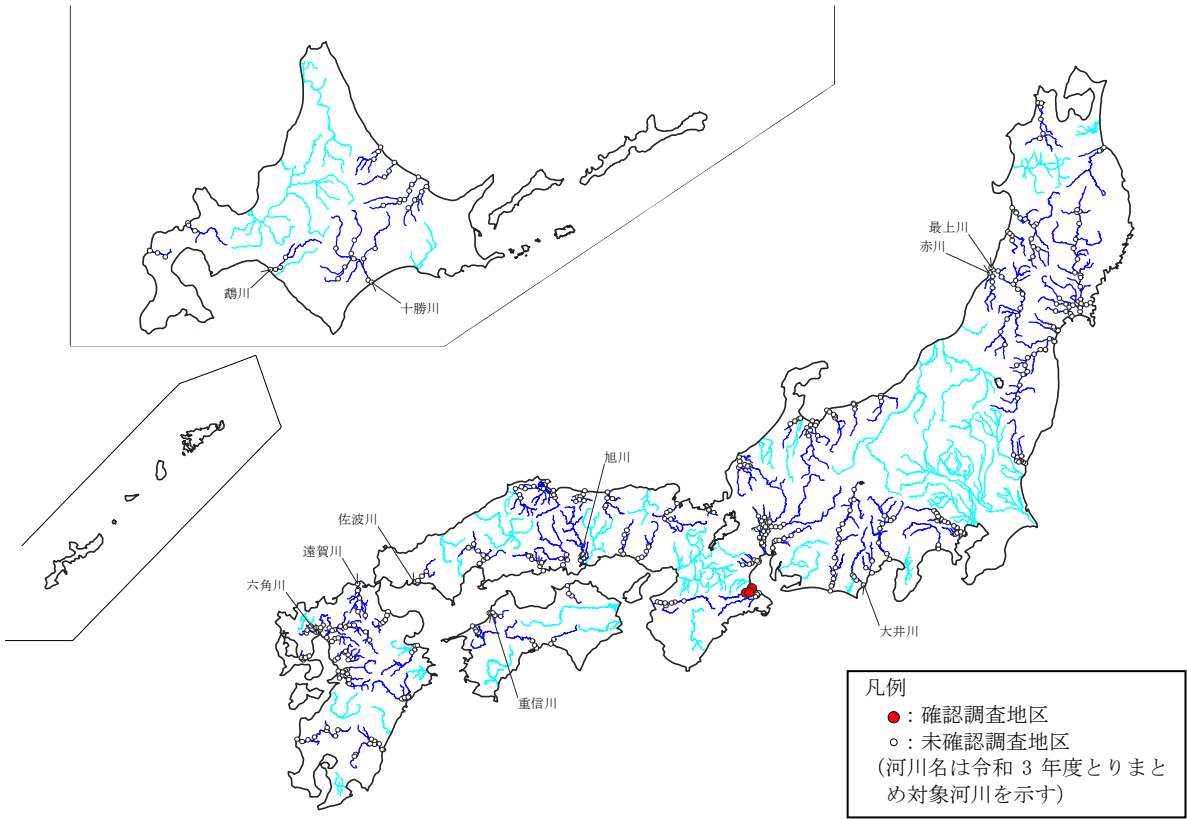 最上川
赤川
鵡川
十勝川
旭川
佐波川
遠賀川
六角川
大井川
重信川
凡例
●：確認調査地区
○：未確認調査地区
(河川名は令和 3 年度とりまと
め対象河川を示す)